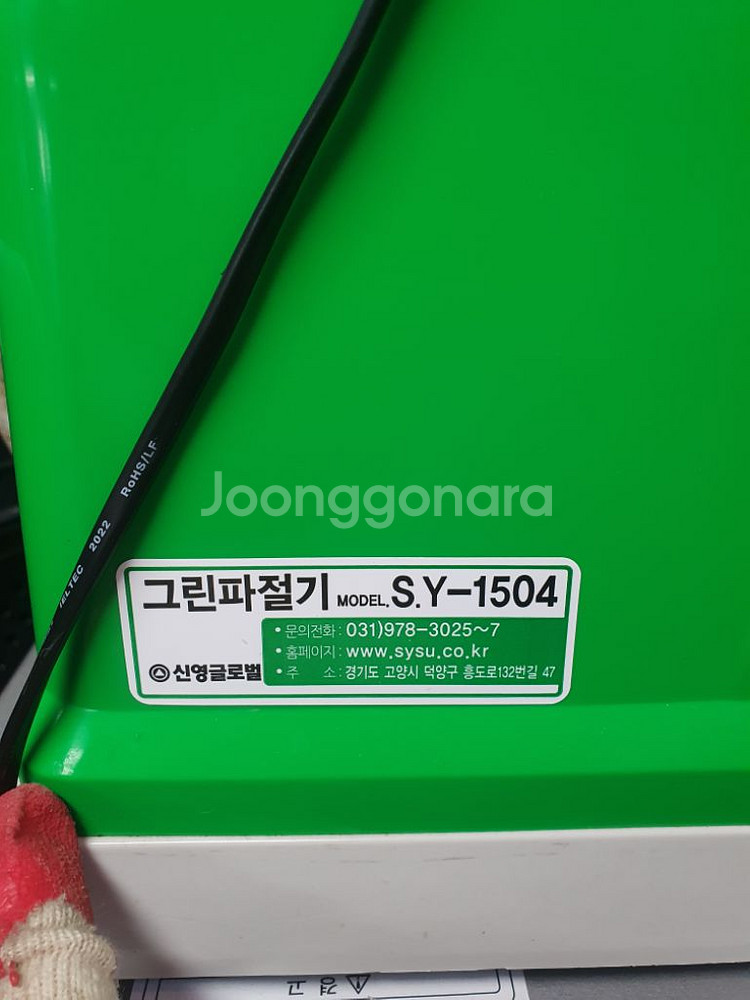 RoHS/LF
2022
Joonggonara
그린파절기 MODEL. S.Y-1504
• 문의전화 : 031)978-3025~7
• 홈페이지 : www.sysu.co.kr
신영글로벌 • 주 소 : 경기도 고양시 덕양구 흥도로132번길 47
경고